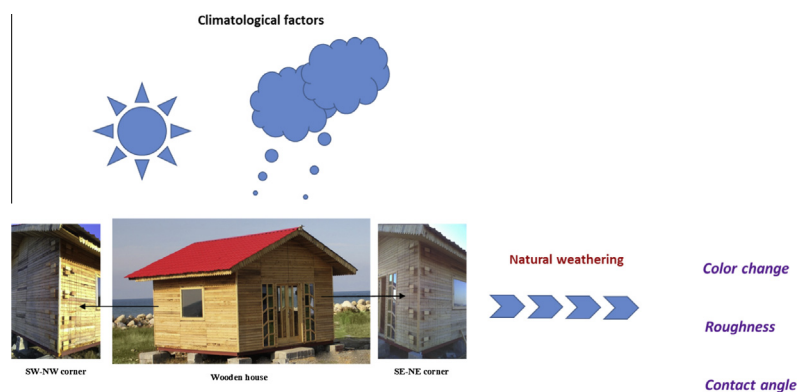 Climatological factors
Natural weathering
Color change
Roughness
Contact angle
SW-NW corner
Wooden house
SE-NE corner